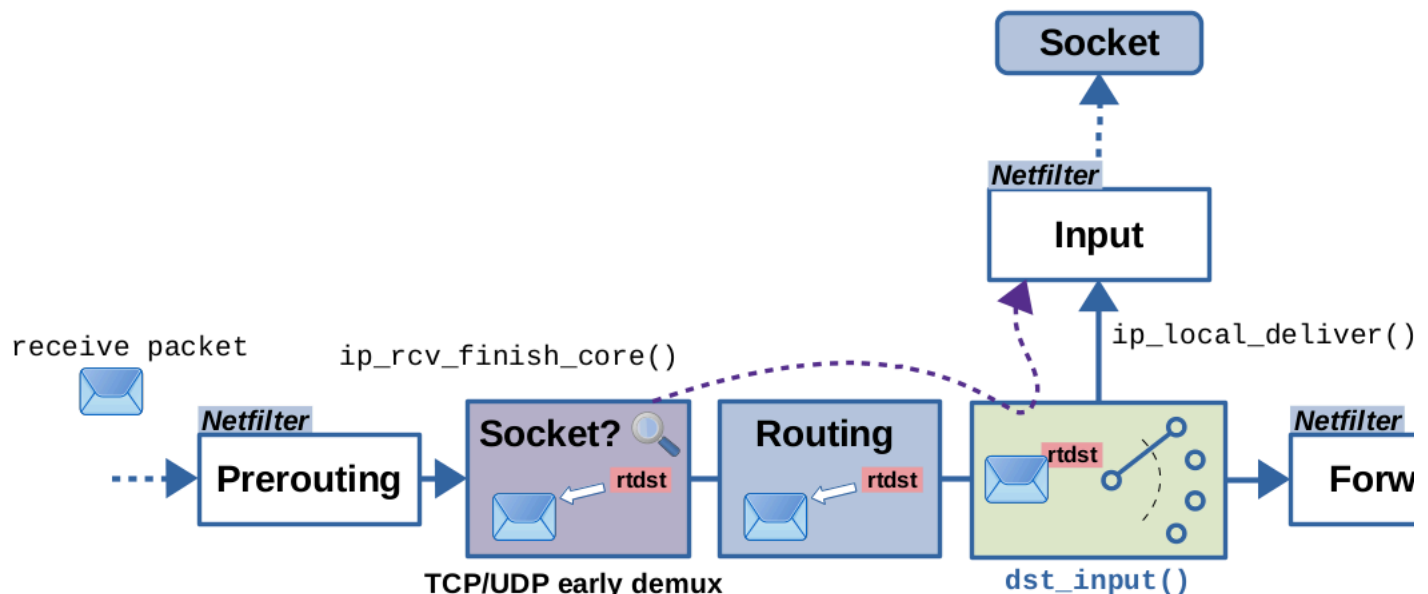 Socket
Netfilter
Input
receive packet
ip_rcv_finish_core()
ip_local_deliver()
Netfilter
Prerouting
Socket?
rtdst
Routing
rtdst
rtdst
Netfilter
Forw
TCP/UDP early demux
dst_input()